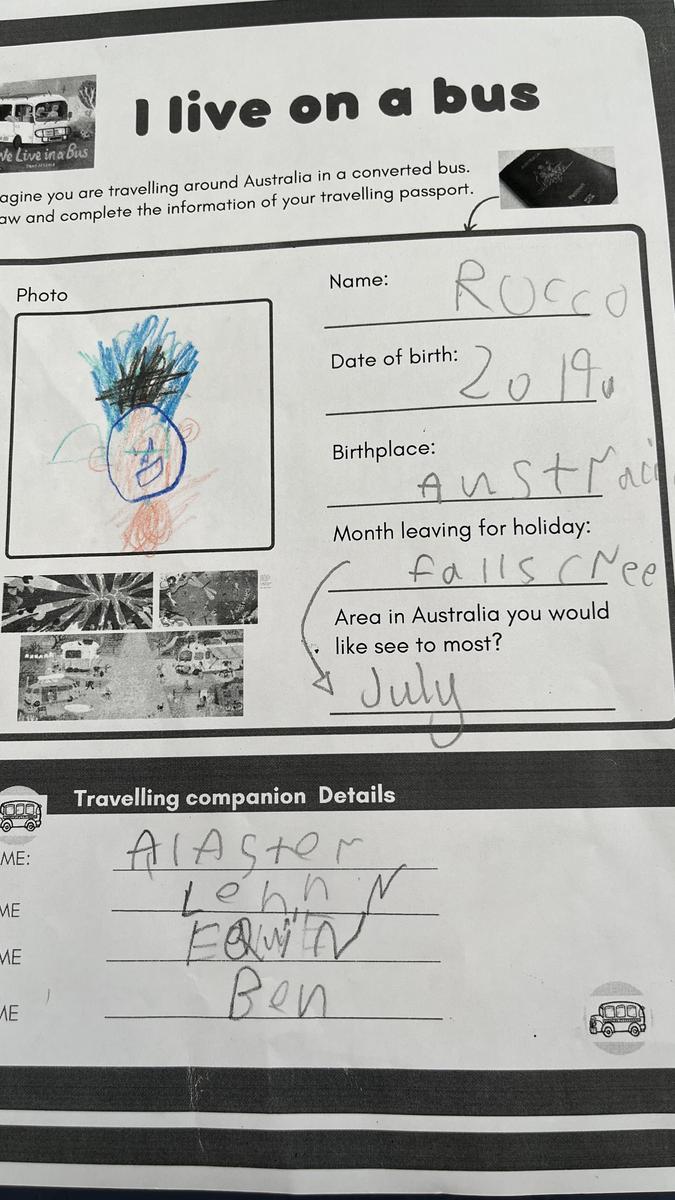 I live on a bus
We Live in a Bus
agine you are travelling around Australia in a converted bus.
aw and complete the information of your travelling passport.
Photo
Name: Rocco
Date of birth: 2019
Birthplace: Austrai
Month leaving for holiday:
falls cree
Area in Australia you would
like see to most?
July
Travelling companion Details
ME: AlAster
ME Lennn
ME
ME Ben